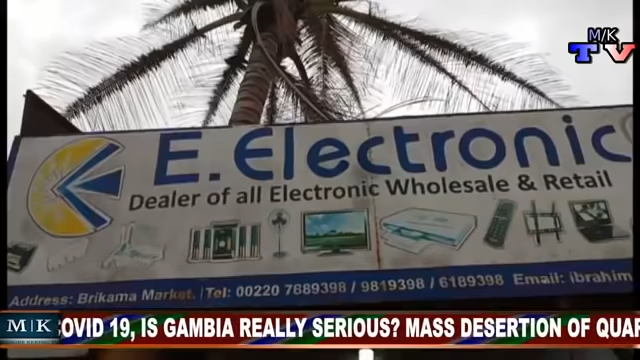 M/K
TV
E. Electronic
Dealer of all Electronic Wholesale & Retail
Address: Brikama Market. Tel: 00220 7889398 / 9819398 / 6189398 Email: ibrahim
M|K
OVID 19, IS GAMBIA REALLY SERIOUS? MASS DESERTION OF QUAR